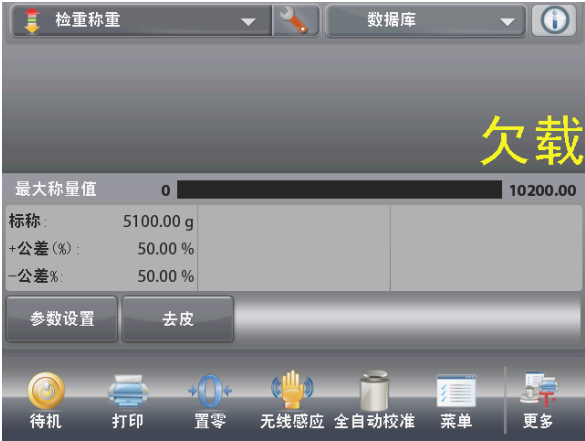 检重称重 数据库
欠载
最大称量值 0 10200.00
标称: 5100.00 g
+公差(%): 50.00 %
-公差%: 50.00 %
参数设置 去皮
待机 打印 置零 无线感应 全自动校准 菜单 更多